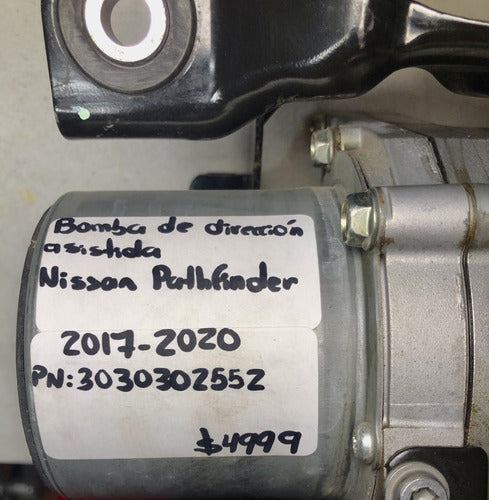 Bomba de dirección
asistida
Nissan Pathfinder
2017-2020
PN:3030302552
$4999